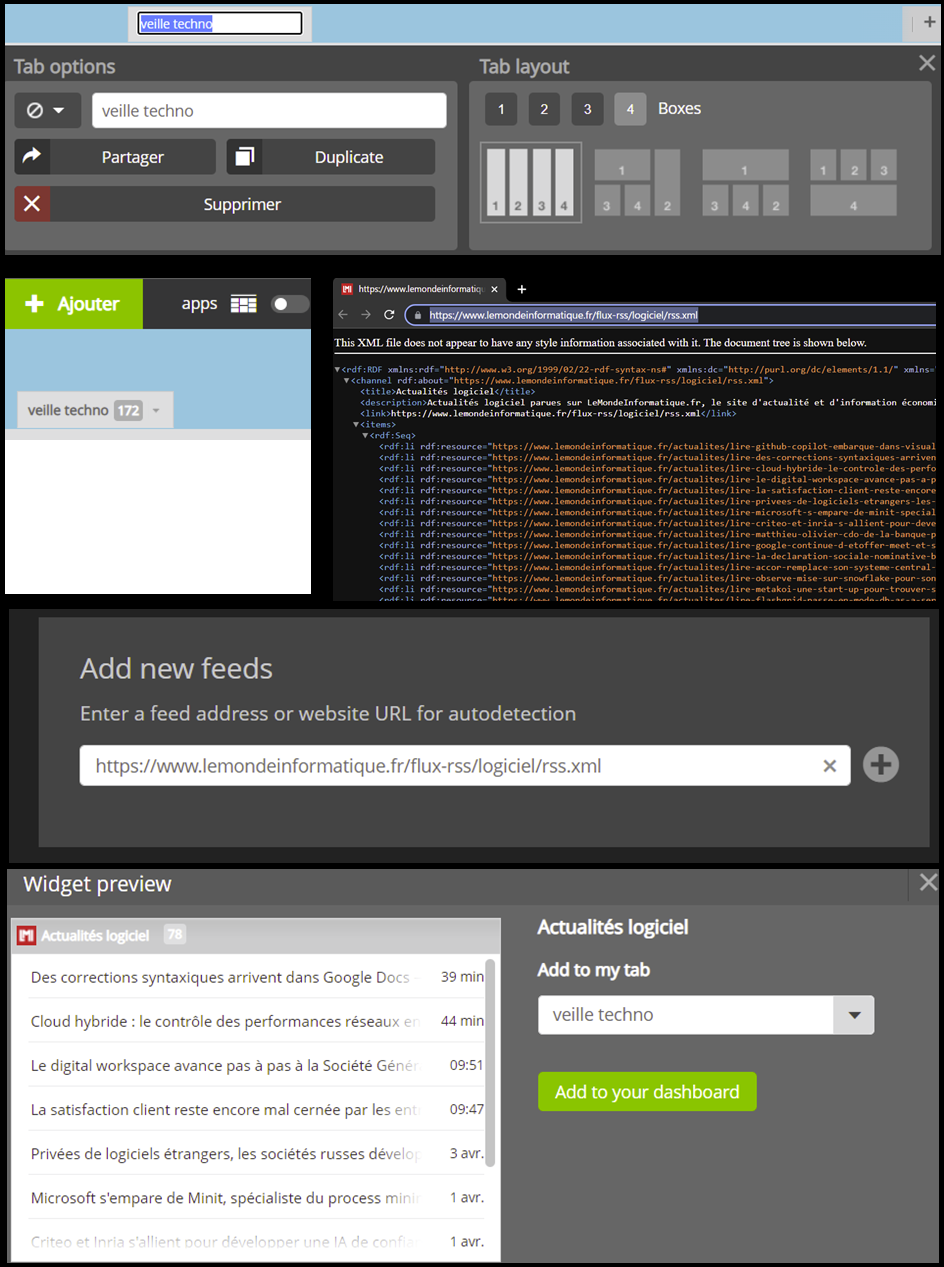 veille techno
+
Tab options
veille techno
Partager
Duplicate
Supprimer
Tab layout
1 2 3 4 Boxes
1 2 3 4
1 3 4 2
1 3 4 2
1 2 3 4
+ Ajouter apps
veille techno 172
https://www.lemondeinformatiqu
https://www.lemondeinformatique.fr/flux-rss/logiciel/rss.xml
This XML file does not appear to have any style information associated with it. The document tree is shown below.
▼<rdf:RDF xmlns:rdf="http://www.w3.org/1999/02/22-rdf-syntax-ns#" xmlns:dc="http://purl.org/dc/elements/1.1/" xmlns=
▼<channel rdf:about="https://www.lemondeinformatique.fr/flux-rss/logiciel/rss.xml">
<title>Actualités logiciel</title>
<description>Actualités logiciel parues sur LeMondeInformatique.fr, le site d'actualité et d'information économi
<link>https://www.lemondeinformatique.fr/flux-rss/logiciel/rss.xml</link>
▼<items>
▼<rdf:Seq>
<rdf:li rdf:resource="https://www.lemondeinformatique.fr/actualites/lire-github-copilot-embarque-dans-visual
<rdf:li rdf:resource="https://www.lemondeinformatique.fr/actualites/lire-des-corrections-syntaxiques-arriven
<rdf:li rdf:resource="https://www.lemondeinformatique.fr/actualites/lire-cloud-hybride-le-controle-des-perfo
<rdf:li rdf:resource="https://www.lemondeinformatique.fr/actualites/lire-le-digital-workspace-avance-pas-a-p
<rdf:li rdf:resource="https://www.lemondeinformatique.fr/actualites/lire-la-satisfaction-client-reste-encore
<rdf:li rdf:resource="https://www.lemondeinformatique.fr/actualites/lire-privees-de-logiciels-etrangers-les-
<rdf:li rdf:resource="https://www.lemondeinformatique.fr/actualites/lire-microsoft-s-empare-de-minit-special
<rdf:li rdf:resource="https://www.lemondeinformatique.fr/actualites/lire-criteo-et-inria-s-allient-pour-deve
<rdf:li rdf:resource="https://www.lemondeinformatique.fr/actualites/lire-matthieu-olivier-cdo-de-la-banque-p
<rdf:li rdf:resource="https://www.lemondeinformatique.fr/actualites/lire-google-continue-d-etoffer-meet-et-s
<rdf:li rdf:resource="https://www.lemondeinformatique.fr/actualites/lire-la-declaration-sociale-nominative-b
<rdf:li rdf:resource="https://www.lemondeinformatique.fr/actualites/lire-accor-remplace-son-systeme-central-
<rdf:li rdf:resource="https://www.lemondeinformatique.fr/actualites/lire-observe-mise-sur-snowflake-pour-son
<rdf:li rdf:resource="https://www.lemondeinformatique.fr/actualites/lire-metakoi-une-start-up-pour-trouver-s
Add new feeds
Enter a feed address or website URL for autodetection
https://www.lemondeinformatique.fr/flux-rss/logiciel/rss.xml
Widget preview
Actualités logiciel 78
Des corrections syntaxiques arrivent dans Google Docs - 39 min
Cloud hybride : le contrôle des performances réseaux en 44 min
Le digital workspace avance pas à pas à la Société Génér 09:51
La satisfaction client reste encore mal cernée par les ent 09:47
Privées de logiciels étrangers, les sociétés russes dévelop 3 avr.
Microsoft s'empare de Minit, spécialiste du process mini 1 avr.
Criteo et Inria s'allient pour développer une IA de confia 1 avr.
Actualités logiciel
Add to my tab
veille techno
Add to your dashboard